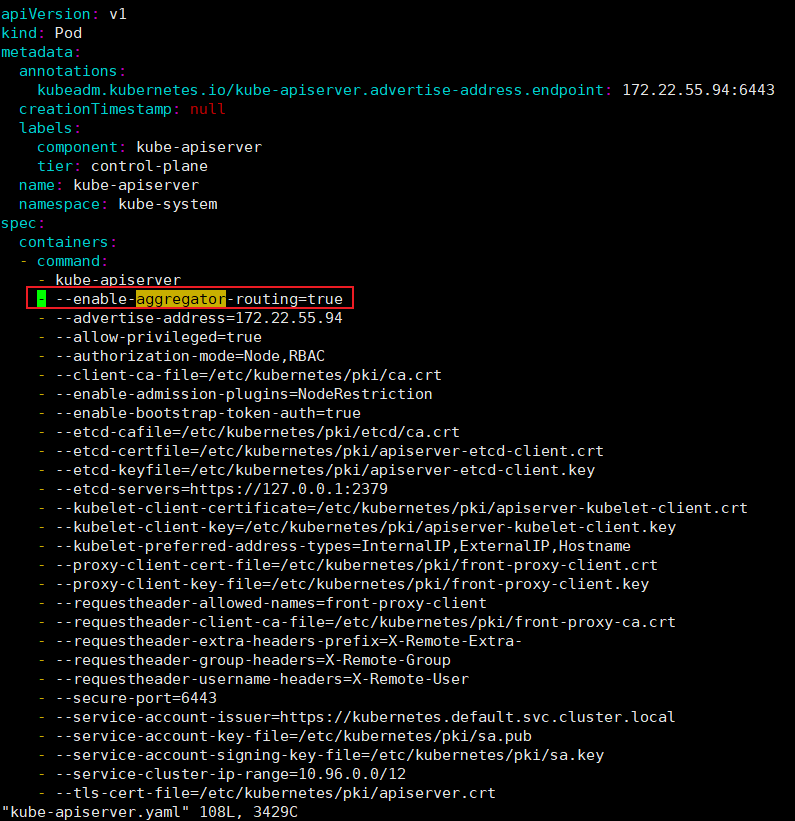 apiVersion: v1
kind: Pod
metadata:
  annotations:
    kubeadm.kubernetes.io/kube-apiserver.advertise-address.endpoint: 172.22.55.94:6443
  creationTimestamp: null
  labels:
    component: kube-apiserver
    tier: control-plane
  name: kube-apiserver
  namespace: kube-system
spec:
  containers:
  - command:
    - kube-apiserver
    - --enable-aggregator-routing=true
    - --advertise-address=172.22.55.94
    - --allow-privileged=true
    - --authorization-mode=Node,RBAC
    - --client-ca-file=/etc/kubernetes/pki/ca.crt
    - --enable-admission-plugins=NodeRestriction
    - --enable-bootstrap-token-auth=true
    - --etcd-cafile=/etc/kubernetes/pki/etcd/ca.crt
    - --etcd-certfile=/etc/kubernetes/pki/apiserver-etcd-client.crt
    - --etcd-keyfile=/etc/kubernetes/pki/apiserver-etcd-client.key
    - --etcd-servers=https://127.0.0.1:2379
    - --kubelet-client-certificate=/etc/kubernetes/pki/apiserver-kubelet-client.crt
    - --kubelet-client-key=/etc/kubernetes/pki/apiserver-kubelet-client.key
    - --kubelet-preferred-address-types=InternalIP,ExternalIP,Hostname
    - --proxy-client-cert-file=/etc/kubernetes/pki/front-proxy-client.crt
    - --proxy-client-key-file=/etc/kubernetes/pki/front-proxy-client.key
    - --requestheader-allowed-names=front-proxy-client
    - --requestheader-client-ca-file=/etc/kubernetes/pki/front-proxy-ca.crt
    - --requestheader-extra-headers-prefix=X-Remote-Extra-
    - --requestheader-group-headers=X-Remote-Group
    - --requestheader-username-headers=X-Remote-User
    - --secure-port=6443
    - --service-account-issuer=https://kubernetes.default.svc.cluster.local
    - --service-account-key-file=/etc/kubernetes/pki/sa.pub
    - --service-account-signing-key-file=/etc/kubernetes/pki/sa.key
    - --service-cluster-ip-range=10.96.0.0/12
    - --tls-cert-file=/etc/kubernetes/pki/apiserver.crt
"kube-apiserver.yaml" 108L, 3429C